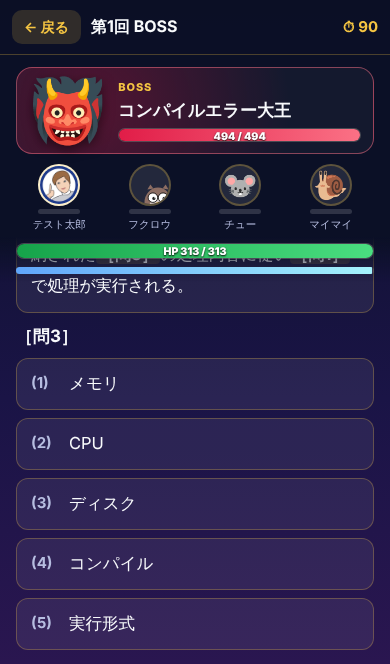 ← 戻る
第1回 BOSS
⏱ 90
BOSS
コンパイルエラー大王
494 / 494
テスト太郎
フクロウ
チュー
マイマイ
HP 313 / 313
で処理が実行される。
[問3]
(1) メモリ
(2) CPU
(3) ディスク
(4) コンパイル
(5) 実行形式